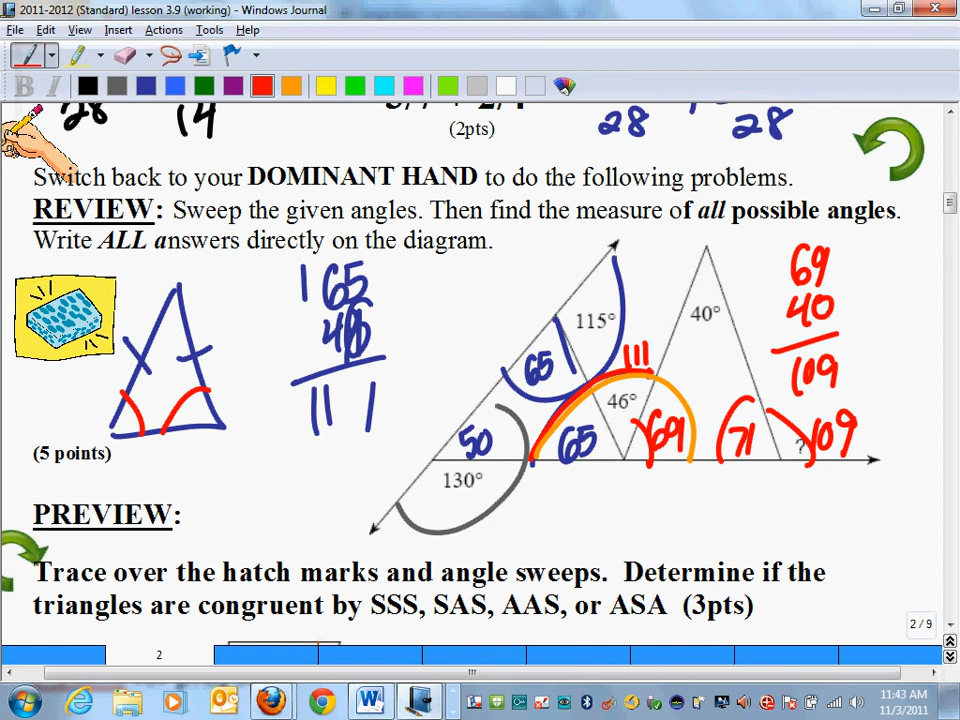 2011-2012 (Standard) lesson 3.9 (working) - Windows Journal
File Edit View Insert Actions Tools Help
B I
28 14
(2pts)
28 28
Switch back to your DOMINANT HAND to do the following problems.
REVIEW: Sweep the given angles. Then find the measure of all possible angles.
Write ALL answers directly on the diagram.
165
46
111
115°
65
111
40°
69
40
109
46°
50
65
69
71
?
109
130°
(5 points)
PREVIEW:
Trace over the hatch marks and angle sweeps. Determine if the
triangles are congruent by SSS, SAS, AAS, or ASA (3pts)
2 / 9
2
11:43 AM
11/3/2011